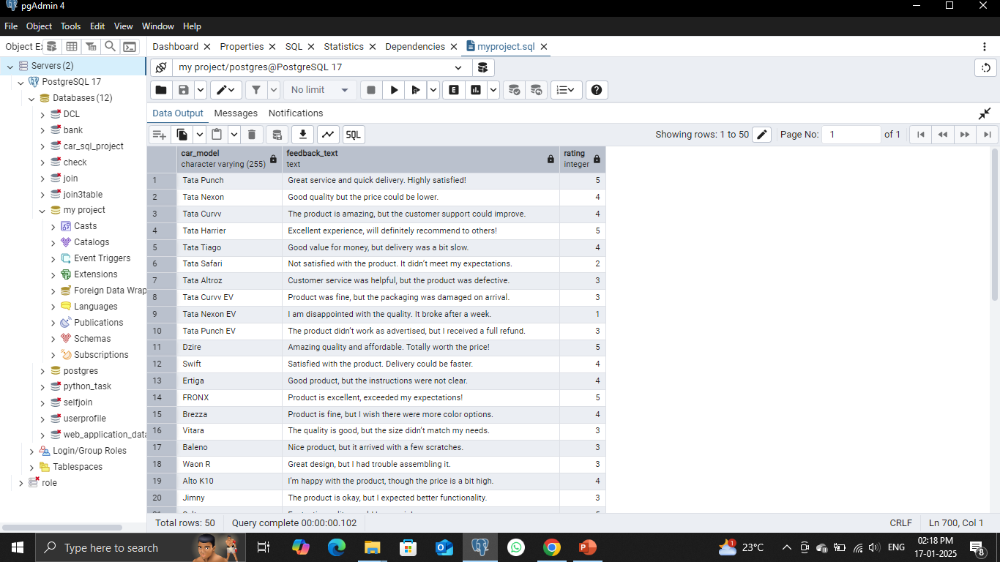 pgAdmin 4
File Object Tools Edit View Window Help
Object Ex
Dashboard Properties SQL Statistics Dependencies myproject.sql
Servers (2)
PostgreSQL 17
Databases (12)
DCL
bank
car_sql_project
check
join
join3table
my project
Casts
Catalogs
Event Triggers
Extensions
Foreign Data Wrap
Languages
Publications
Schemas
Subscriptions
postgres
python_task
selfjoin
userprofile
web_application_data
Login/Group Roles
Tablespaces
role
my project/postgres@PostgreSQL 17
No limit E
Data Output Messages Notifications
SQL Showing rows: 1 to 50 Page No: 1 of 1
car_model feedback_text rating
character varying (255) text integer
1 Tata Punch Great service and quick delivery. Highly satisfied! 5
2 Tata Nexon Good quality but the price could be lower. 4
3 Tata Curvv The product is amazing, but the customer support could improve. 4
4 Tata Harrier Excellent experience, will definitely recommend to others! 5
5 Tata Tiago Good value for money, but delivery was a bit slow. 4
6 Tata Safari Not satisfied with the product. It didn’t meet my expectations. 2
7 Tata Altroz Customer service was helpful, but the product was defective. 3
8 Tata Curvv EV Product was fine, but the packaging was damaged on arrival. 3
9 Tata Nexon EV I am disappointed with the quality. It broke after a week. 1
10 Tata Punch EV The product didn’t work as advertised, but I received a full refund. 3
11 Dzire Amazing quality and affordable. Totally worth the price! 5
12 Swift Satisfied with the product. Delivery could be faster. 4
13 Ertiga Good product, but the instructions were not clear. 4
14 FRONX Product is excellent, exceeded my expectations! 5
15 Brezza Product is fine, but I wish there were more color options. 4
16 Vitara The quality is good, but the size didn’t match my needs. 3
17 Baleno Nice product, but it arrived with a few scratches. 3
18 Waon R Great design, but I had trouble assembling it. 3
19 Alto K10 I’m happy with the product, though the price is a bit high. 4
20 Jimny The product is okay, but I expected better functionality. 3
Total rows: 50 Query complete 00:00:00.102 CRLF Ln 700, Col 1
Type here to search 1 23°C ENG 02:18 PM
17-01-2025 8